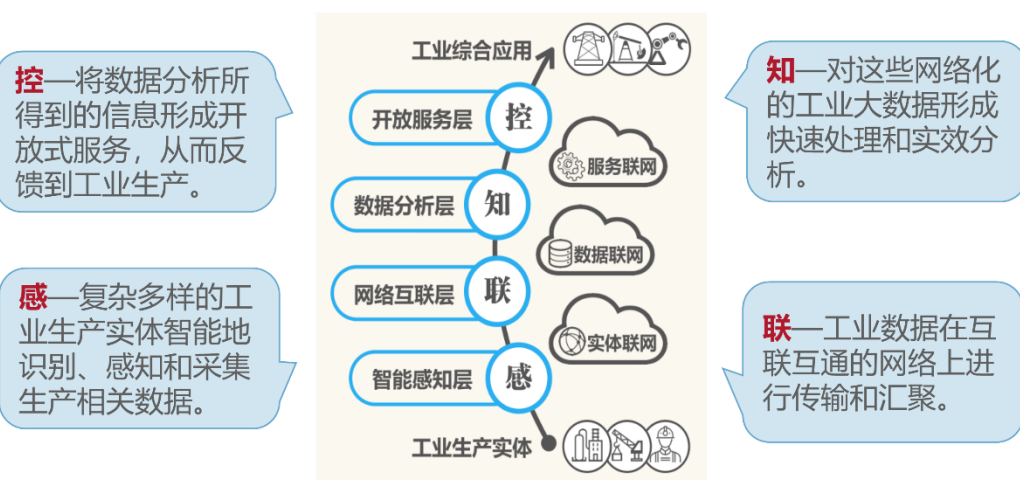 控—将数据分析所
得到的信息形成开
放式服务，从而反
馈到工业生产。
感—复杂多样的工
业生产实体智能地
识别、感知和采集
生产相关数据。
工业综合应用
开放服务层
控
服务联网
数据分析层
知
数据联网
网络互联层
联
实体联网
智能感知层
感
工业生产实体
知—对这些网络化
的工业大数据形成
快速处理和实效分
析。
联—工业数据在互
联互通的网络上进
行传输和汇聚。